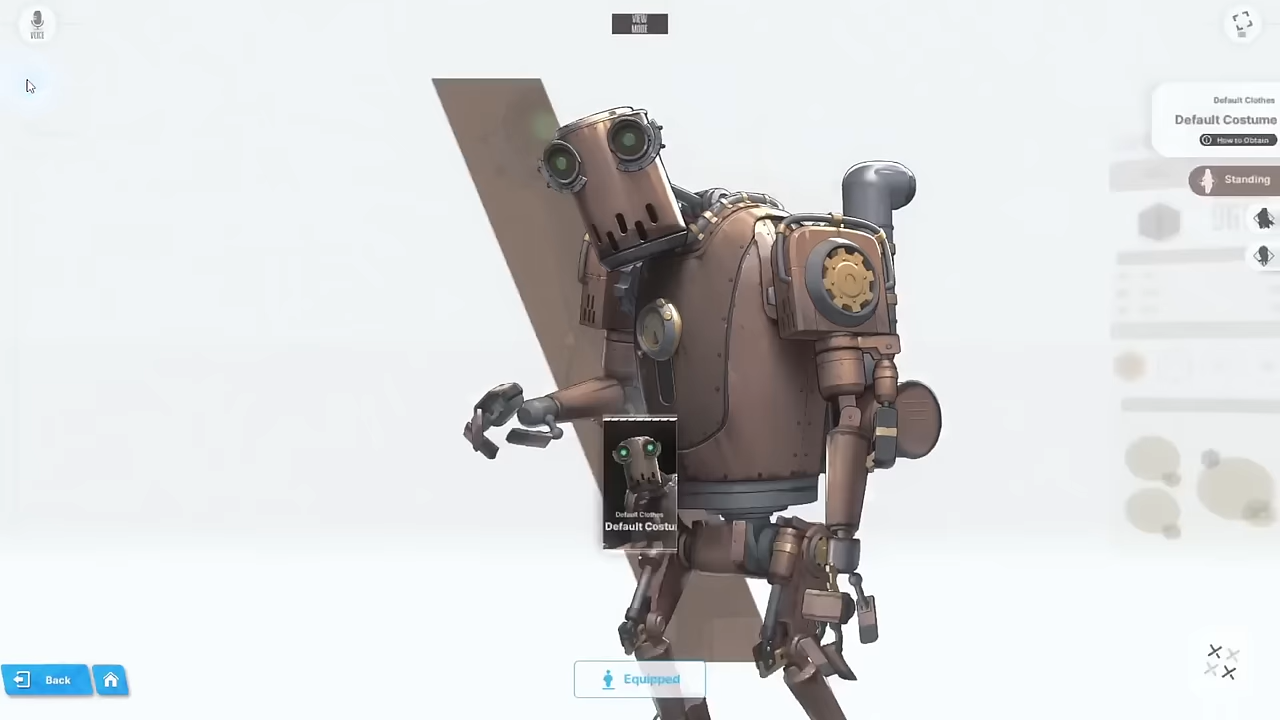 VOICE
VIEW
MODE
Default Clothes
Default Costume
How to Obtain
Standing
Default Clothes
Default Costu
Back
Equipped